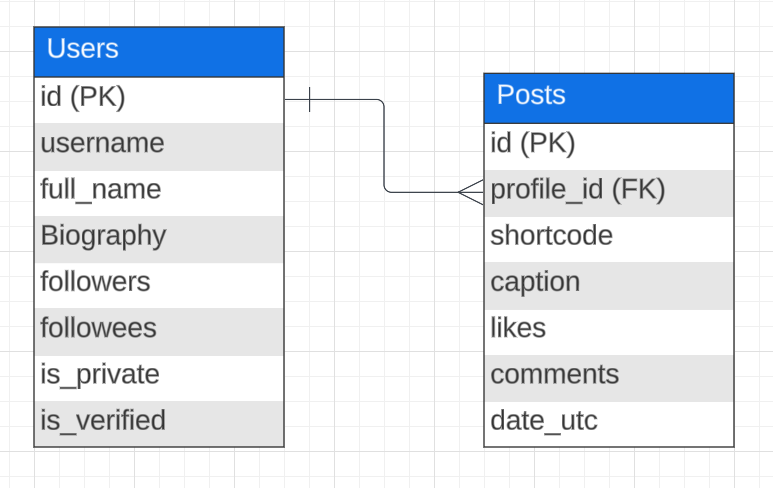 Users
id (PK)
username
full_name
Biography
followers
followees
is_private
is_verified
Posts
id (PK)
profile_id (FK)
shortcode
caption
likes
comments
date_utc